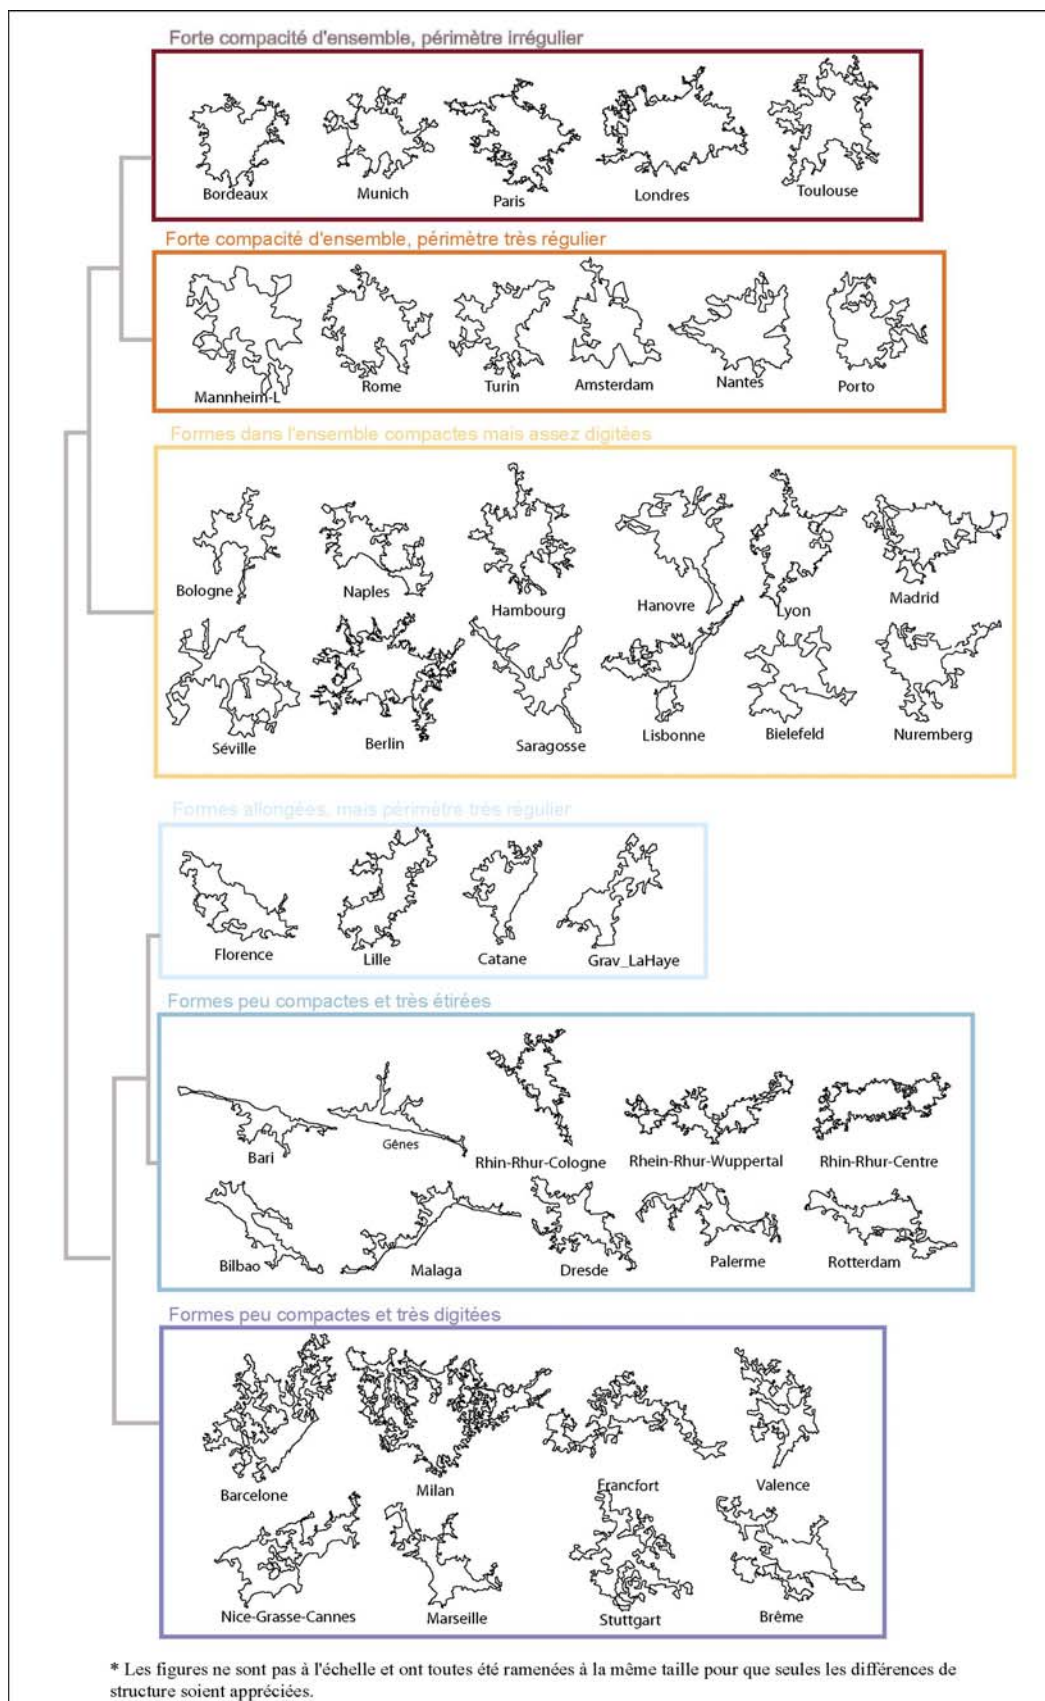 Forte compacité d'ensemble, périmètre irrégulier
Bordeaux
Munich
Paris
Londres
Toulouse
Forte compacité d'ensemble, périmètre très régulier
Mannheim-L
Rome
Turin
Amsterdam
Nantes
Porto
Formes dans l'ensemble compactes mais assez digitées
Bologne
Naples
Hambourg
Hanovre
Lyon
Madrid
Séville
Berlin
Saragosse
Lisbonne
Bielefeld
Nuremberg
Formes allongées, mais périmètre très régulier
Florence
Lille
Catane
Grav_LaHaye
Formes peu compactes et très étirées
Bari
Gênes
Rhin-Rhur-Cologne
Rhein-Rhur-Wuppertal
Rhin-Rhur-Centre
Bilbao
Malaga
Dresde
Palerme
Rotterdam
Formes peu compactes et très digitées
Barcelone
Milan
Francfort
Valence
Nice-Grasse-Cannes
Marseille
Stuttgart
Brême
* Les figures ne sont pas à l'échelle et ont toutes été ramenées à la même taille pour que seules les différences de
structure soient appréciées.